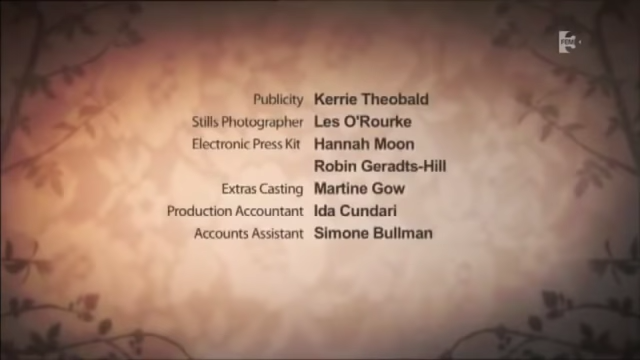 FEM3
Publicity Kerrie Theobald
Stills Photographer Les O'Rourke
Electronic Press Kit Hannah Moon
Robin Geradts-Hill
Extras Casting Martine Gow
Production Accountant Ida Cundari
Accounts Assistant Simone Bullman